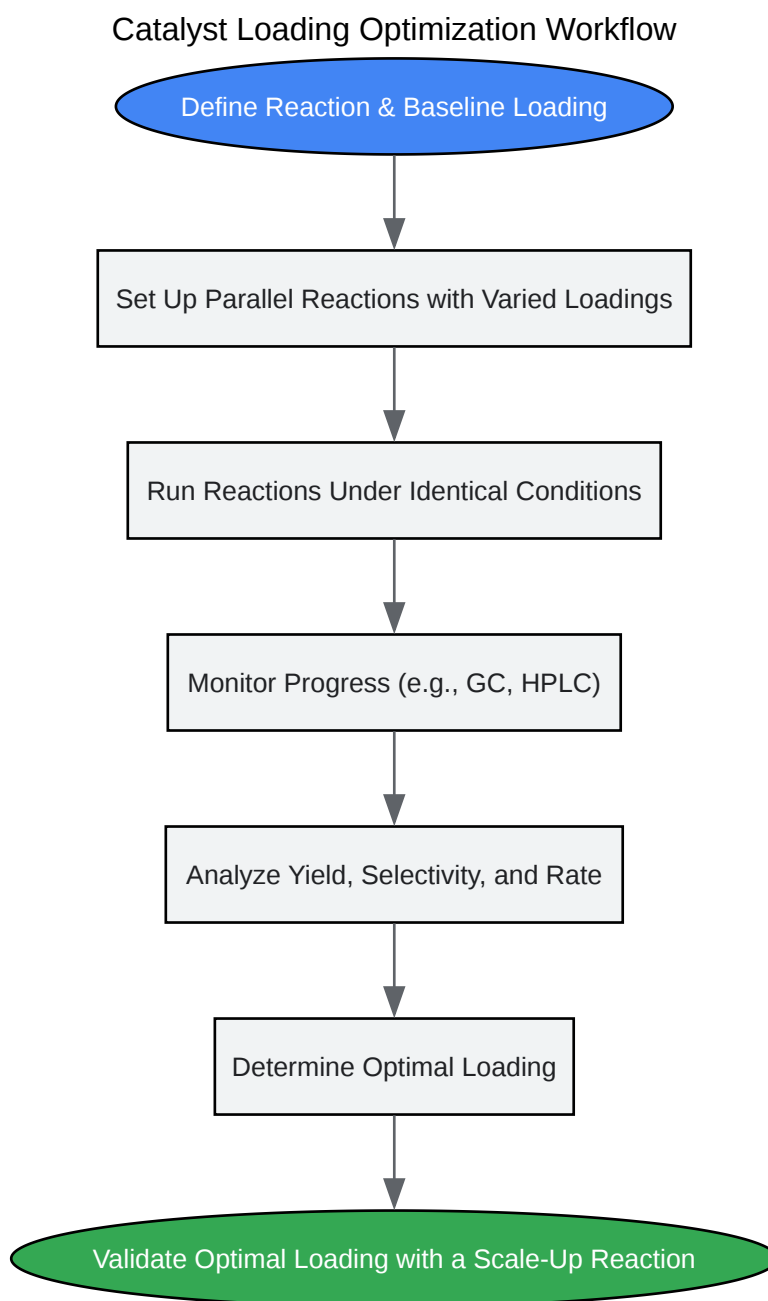 Catalyst Loading Optimization Workflow
Define Reaction & Baseline Loading
Set Up Parallel Reactions with Varied Loadings
Run Reactions Under Identical Conditions
Monitor Progress (e.g., GC, HPLC)
Analyze Yield, Selectivity, and Rate
Determine Optimal Loading
Validate Optimal Loading with a Scale-Up Reaction